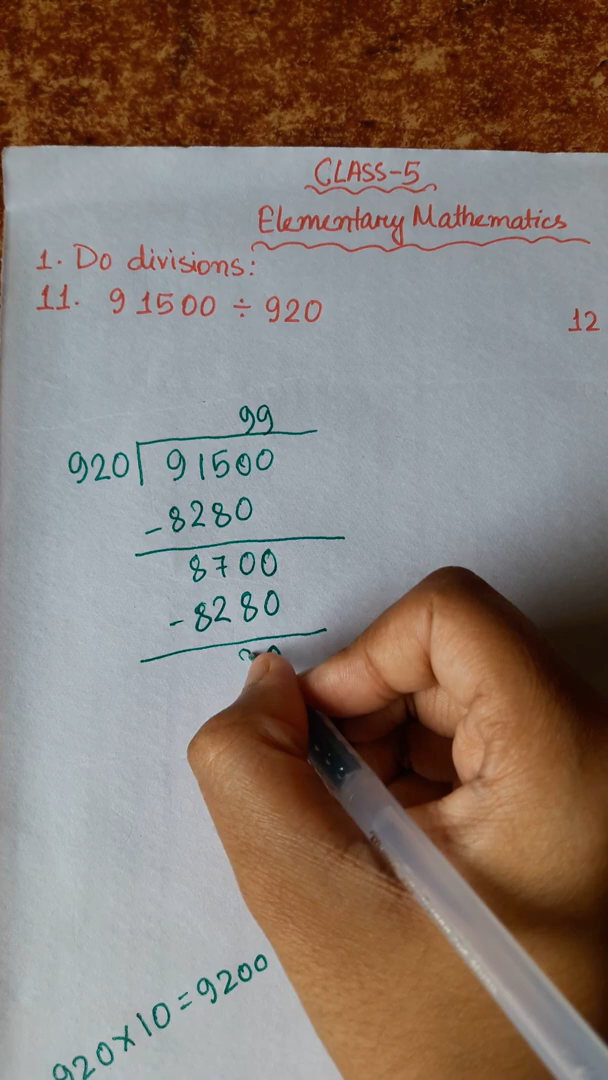 CLASS-5
Elementary Mathematics
1. Do divisions:
11. 91500 ÷ 920
12
99
920 91500
-8280
8700
-8280
920×10=9200